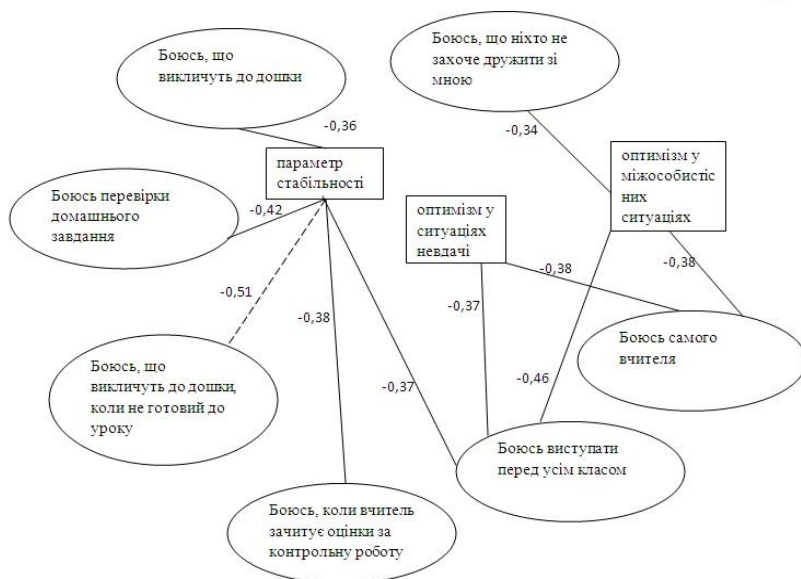 Боюсь, що
викличуть до дошки
Боюсь, що ніхто не
захоче дружити зі
мною
-0,36
-0,34
параметр
стабільності
оптимізм у
міжособистіс
них
ситуаціях
Боюсь перевірки
домашнього
завдання
-0,42
оптимізм у
ситуаціях
невдачі
-0,38
-0,38
-0,51
-0,38
-0,37
Боюсь самого
вчителя
Боюсь, що
викличуть до дошки,
коли не готовий до
уроку
-0,37
-0,46
Боюсь виступати
перед усім класом
Боюсь, коли вчитель
зачитує оцінки за
контрольну роботу